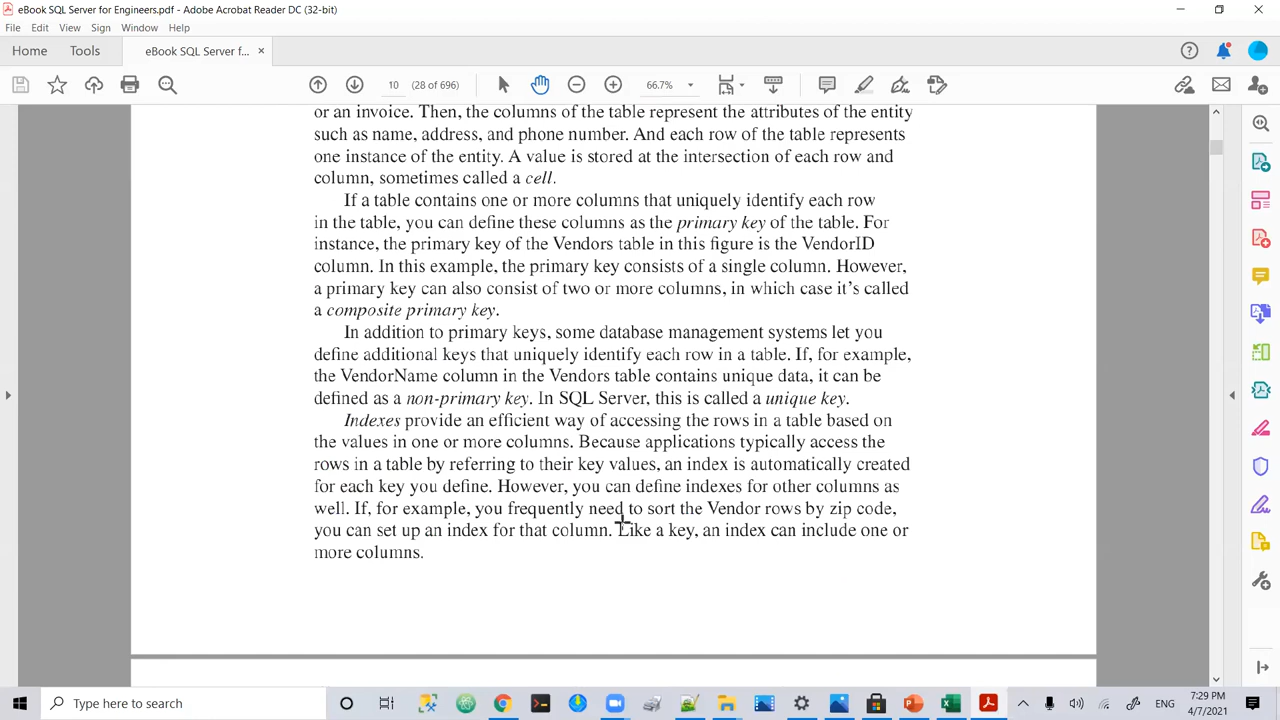 eBook SQL Server for Engineers.pdf - Adobe Acrobat Reader DC (32-bit)
File Edit View Sign Window Help
Home Tools eBook SQL Server f... ×
10 (28 of 696) 66.7%
or an invoice. Then, the columns of the table represent the attributes of the entity
such as name, address, and phone number. And each row of the table represents
one instance of the entity. A value is stored at the intersection of each row and
column, sometimes called a cell.
If a table contains one or more columns that uniquely identify each row
in the table, you can define these columns as the primary key of the table. For
instance, the primary key of the Vendors table in this figure is the VendorID
column. In this example, the primary key consists of a single column. However,
a primary key can also consist of two or more columns, in which case it’s called
a composite primary key.
In addition to primary keys, some database management systems let you
define additional keys that uniquely identify each row in a table. If, for example,
the VendorName column in the Vendors table contains unique data, it can be
defined as a non-primary key. In SQL Server, this is called a unique key.
Indexes provide an efficient way of accessing the rows in a table based on
the values in one or more columns. Because applications typically access the
rows in a table by referring to their key values, an index is automatically created
for each key you define. However, you can define indexes for other columns as
well. If, for example, you frequently need to sort the Vendor rows by zip code,
you can set up an index for that column. Like a key, an index can include one or
more columns.
Type here to search
ENG
7:29 PM
4/7/2021